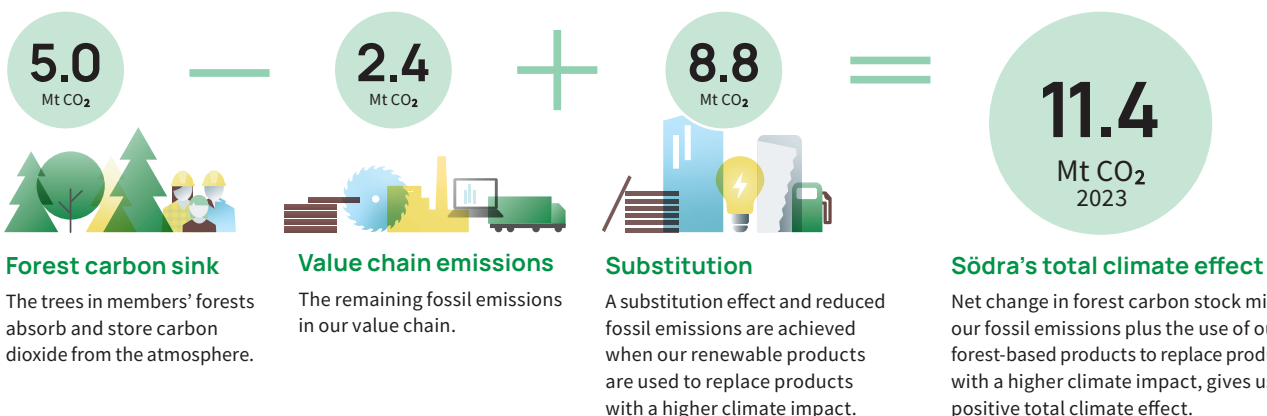 5.0
Mt CO₂
2.4
Mt CO₂
8.8
Mt CO₂
11.4
Mt CO₂
2023
Forest carbon sink
The trees in members’ forests
absorb and store carbon
dioxide from the atmosphere.
Value chain emissions
The remaining fossil emissions
in our value chain.
Substitution
A substitution effect and reduced
fossil emissions are achieved
when our renewable products
are used to replace products
with a higher climate impact.
Södra’s total climate effect
Net change in forest carbon stock
our fossil emissions plus the use of
forest-based products to replace
with a higher climate impact, gives
positive total climate effect.